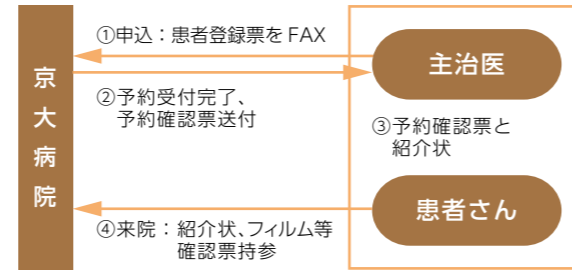 京大病院
①申込：患者登録票をFAX
主治医
②予約受付完了、
予約確認票送付
③予約確認票と
紹介状
患者さん
④来院：紹介状、フィルム等
確認票持参